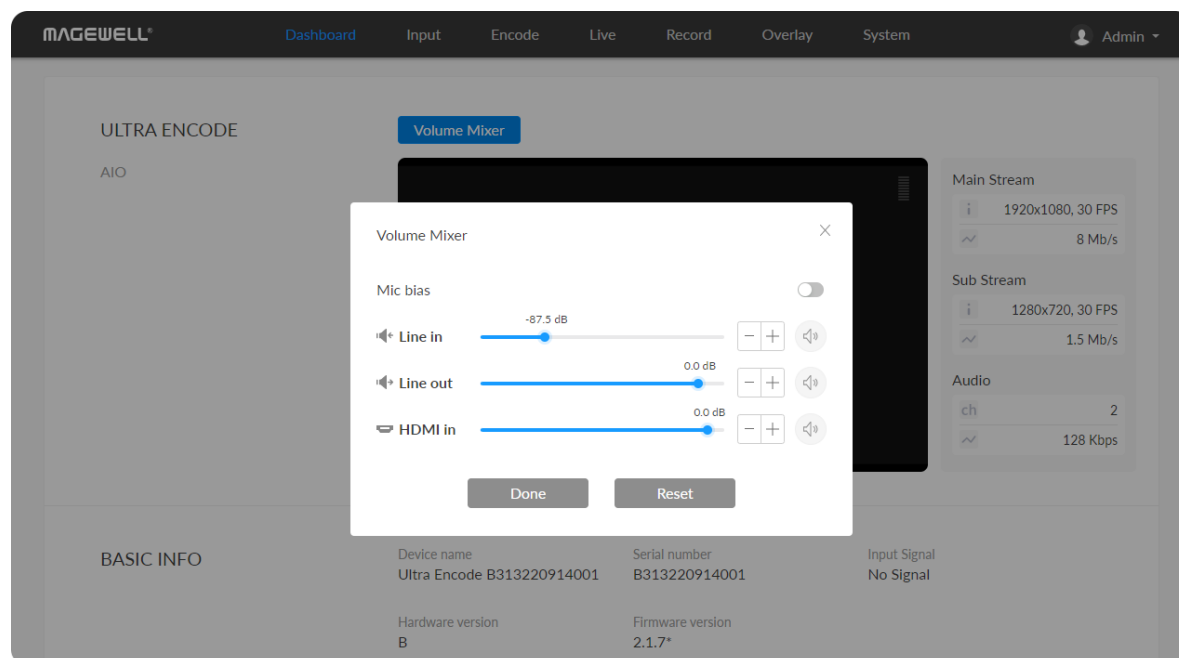 MAGEWELL®
Dashboard Input Encode Live Record Overlay System Admin
ULTRA ENCODE
Volume Mixer
AIO
Main Stream
i 1920x1080, 30 FPS
8 Mb/s
Sub Stream
i 1280x720, 30 FPS
1.5 Mb/s
Audio
ch 2
128 Kbps
Volume Mixer
Mic bias
-87.5 dB
Line in
0.0 dB
Line out
0.0 dB
HDMI in
Done Reset
BASIC INFO
Device name Serial number Input Signal
Ultra Encode B313220914001 B313220914001 No Signal
Hardware version Firmware version
B 2.1.7*